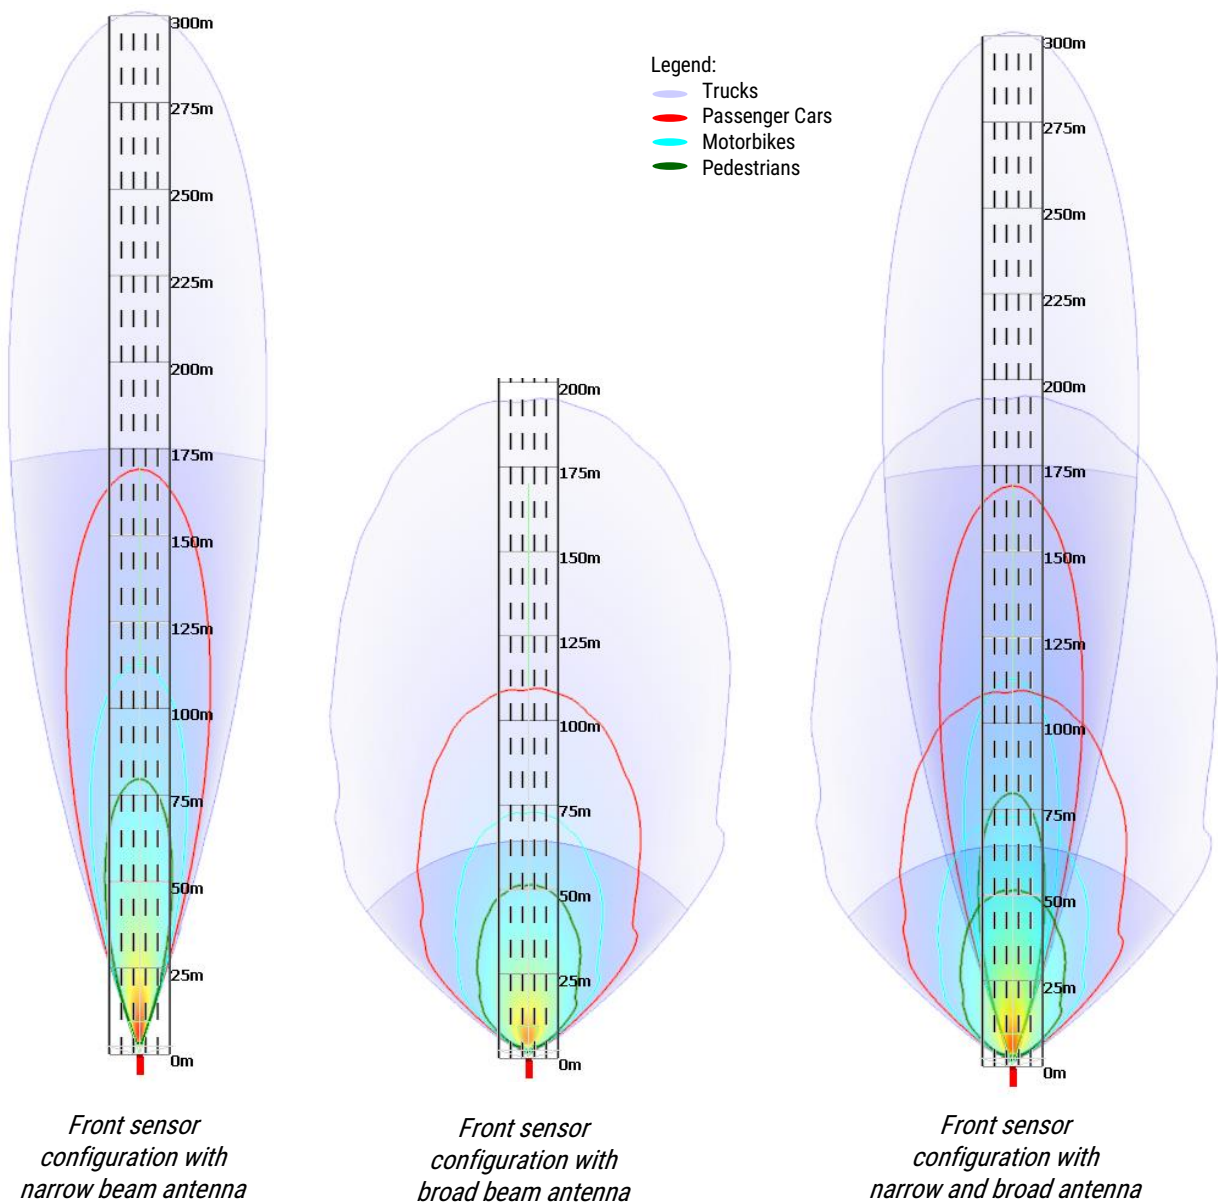 300m
275m
250m
225m
200m
175m
150m
125m
100m
75m
50m
25m
0m
Front sensor
configuration with
narrow beam antenna
200m
175m
150m
125m
100m
75m
50m
25m
0m
Front sensor
configuration with
broad beam antenna
Legend:
Trucks
Passenger Cars
Motorbikes
Pedestrians
300m
275m
250m
225m
200m
175m
150m
125m
100m
75m
50m
25m
0m
Front sensor
configuration with
narrow and broad antenna